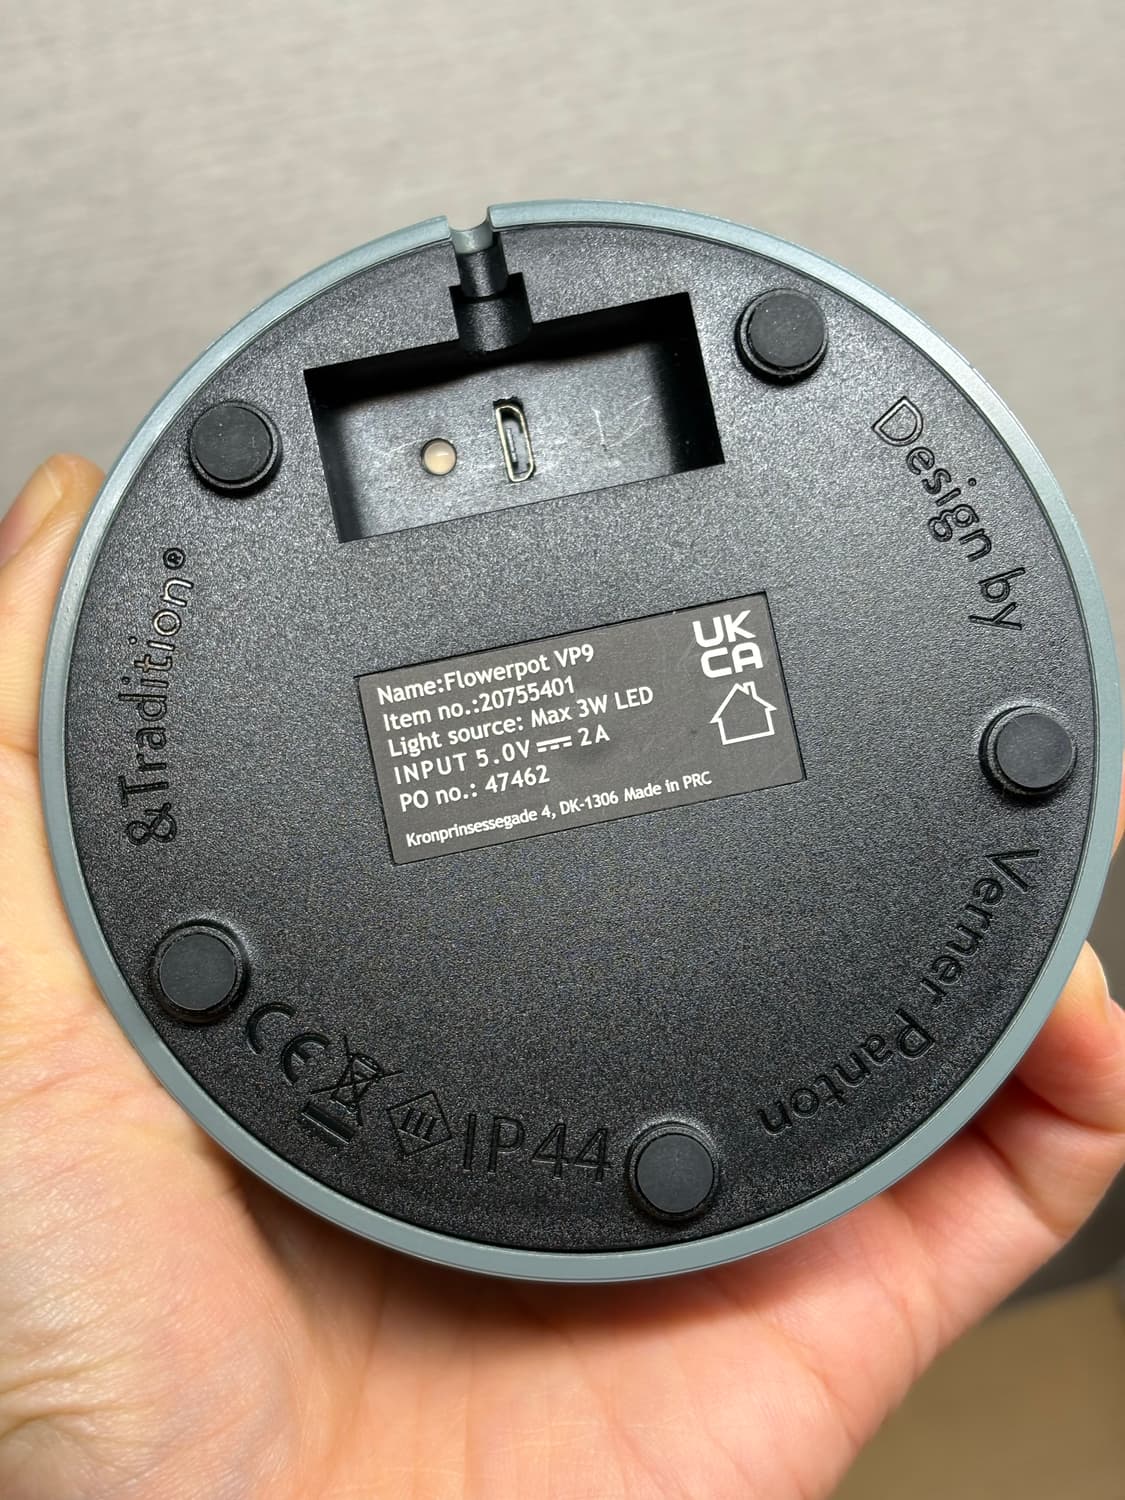 &Tradition®
Design by
Verner Panton
Name:Flowerpot VP9
Item no.:20755401
Light source: Max 3W LED
INPUT 5.0V ⎓ 2A
PO no.: 47462
Kronprinsessegade 4, DK-1306 Made in PRC
UK
CA
CE
IP44